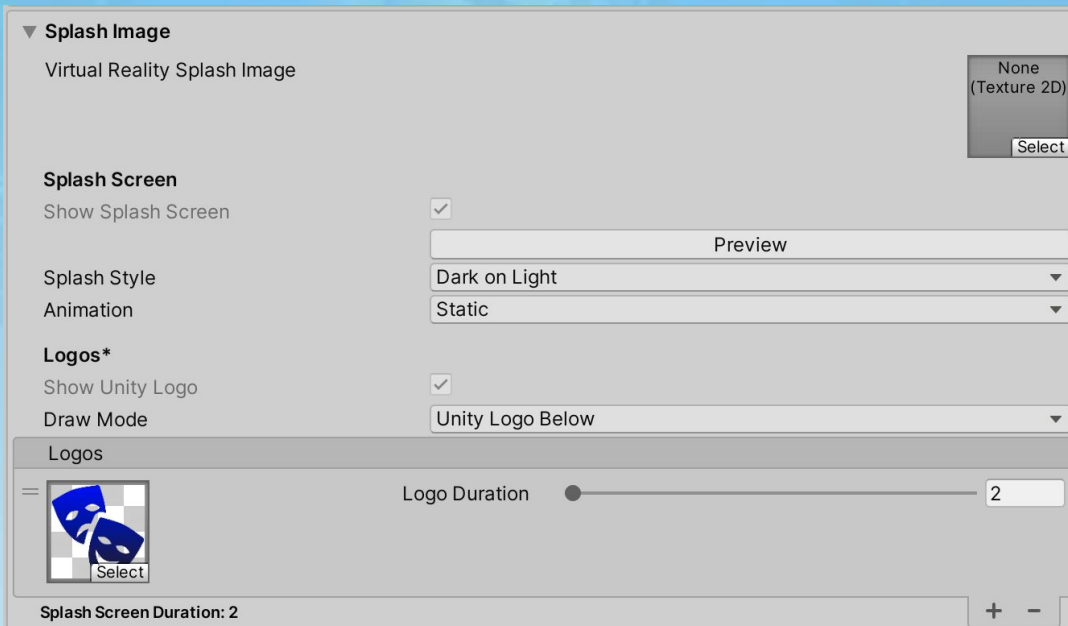 Splash Image
Virtual Reality Splash Image
None
(Texture 2D)
Select
Splash Screen
Show Splash Screen
Preview
Splash Style Dark on Light
Animation Static
Logos*
Show Unity Logo
Draw Mode Unity Logo Below
Logos
Logo Duration 2
Select
Splash Screen Duration: 2